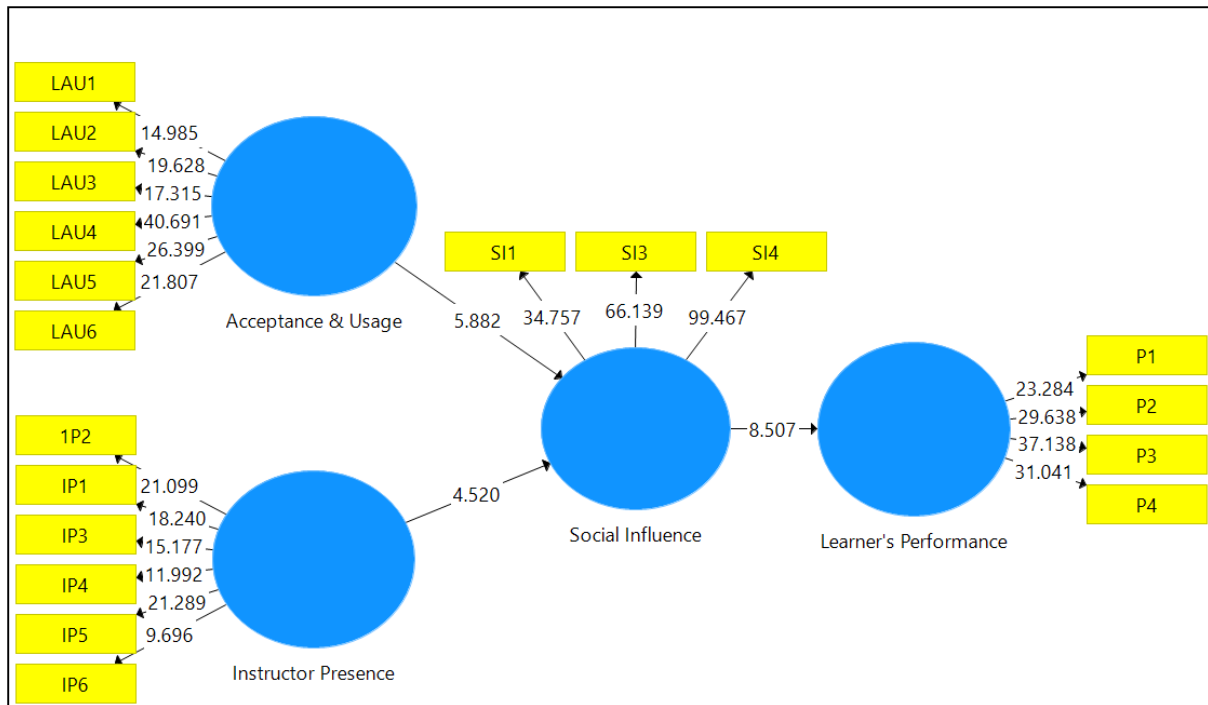 LAU1
LAU2
LAU3
LAU4
LAU5
LAU6
14.985
19.628
17.315
40.691
26.399
21.807
Acceptance & Usage
5.882
SI1
SI3
SI4
34.757
66.139
99.467
1P2
IP1
IP3
IP4
IP5
IP6
21.099
18.240
15.177
11.992
21.289
9.696
Instructor Presence
4.520
Social Influence
8.507
Learner's Performance
23.284
29.638
37.138
31.041
P1
P2
P3
P4